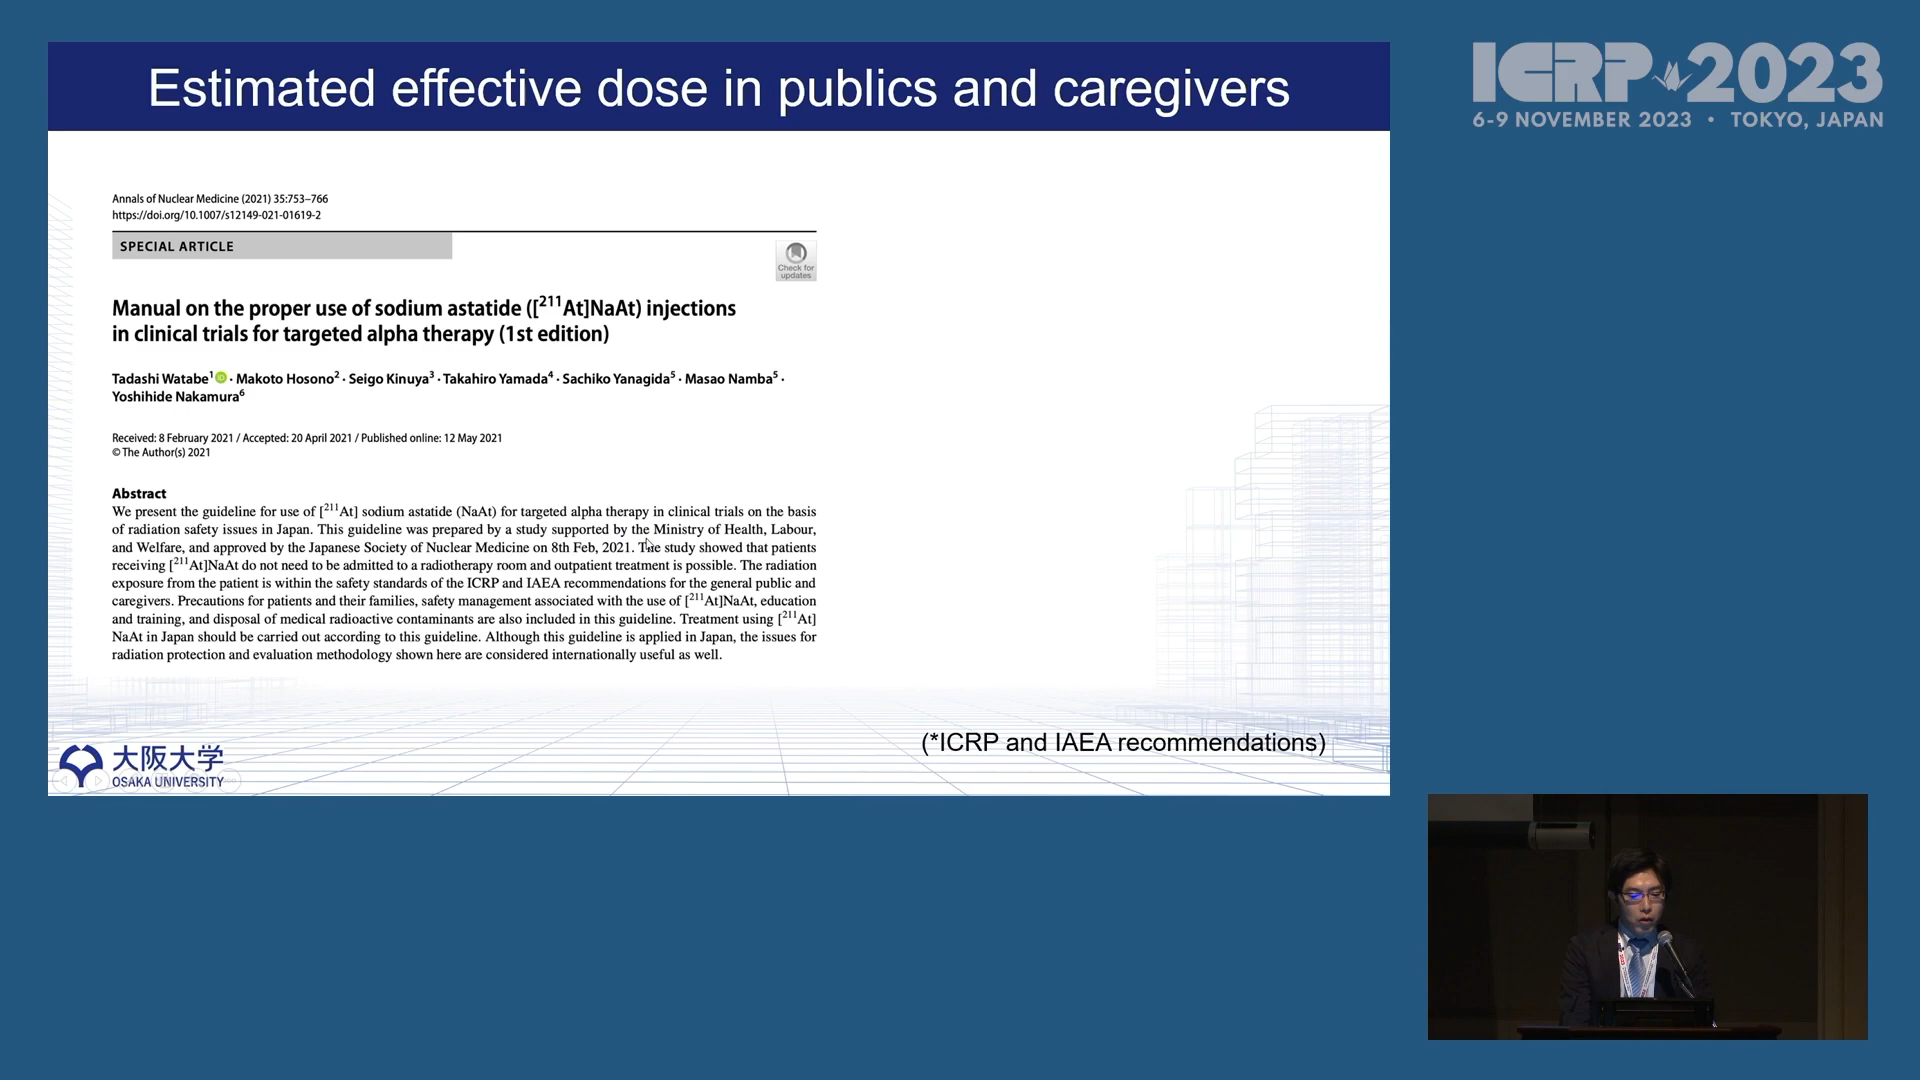 Estimated effective dose in publics and caregivers
ICRP 2023
6-9 NOVEMBER 2023 • TOKYO, JAPAN
Annals of Nuclear Medicine (2021) 35:753–766
https://doi.org/10.1007/s12149-021-01619-2
SPECIAL ARTICLE
Check for
updates
Manual on the proper use of sodium astatide ([211At]NaAt) injections
in clinical trials for targeted alpha therapy (1st edition)
Tadashi Watabe1 · Makoto Hosono2 · Seigo Kinuya3 · Takahiro Yamada4 · Sachiko Yanagida5 · Masao Namba5 ·
Yoshihide Nakamura6
Received: 8 February 2021 / Accepted: 20 April 2021 / Published online: 12 May 2021
© The Author(s) 2021
Abstract
We present the guideline for use of [211At] sodium astatide (NaAt) for targeted alpha therapy in clinical trials on the basis
of radiation safety issues in Japan. This guideline was prepared by a study supported by the Ministry of Health, Labour,
and Welfare, and approved by the Japanese Society of Nuclear Medicine on 8th Feb, 2021. The study showed that patients
receiving [211At]NaAt do not need to be admitted to a radiotherapy room and outpatient treatment is possible. The radiation
exposure from the patient is within the safety standards of the ICRP and IAEA recommendations for the general public and
caregivers. Precautions for patients and their families, safety management associated with the use of [211At]NaAt, education
and training, and disposal of medical radioactive contaminants are also included in this guideline. Treatment using [211At]
NaAt in Japan should be carried out according to this guideline. Although this guideline is applied in Japan, the issues for
radiation protection and evaluation methodology shown here are considered internationally useful as well.
(*ICRP and IAEA recommendations)
大阪大学
OSAKA UNIVERSITY